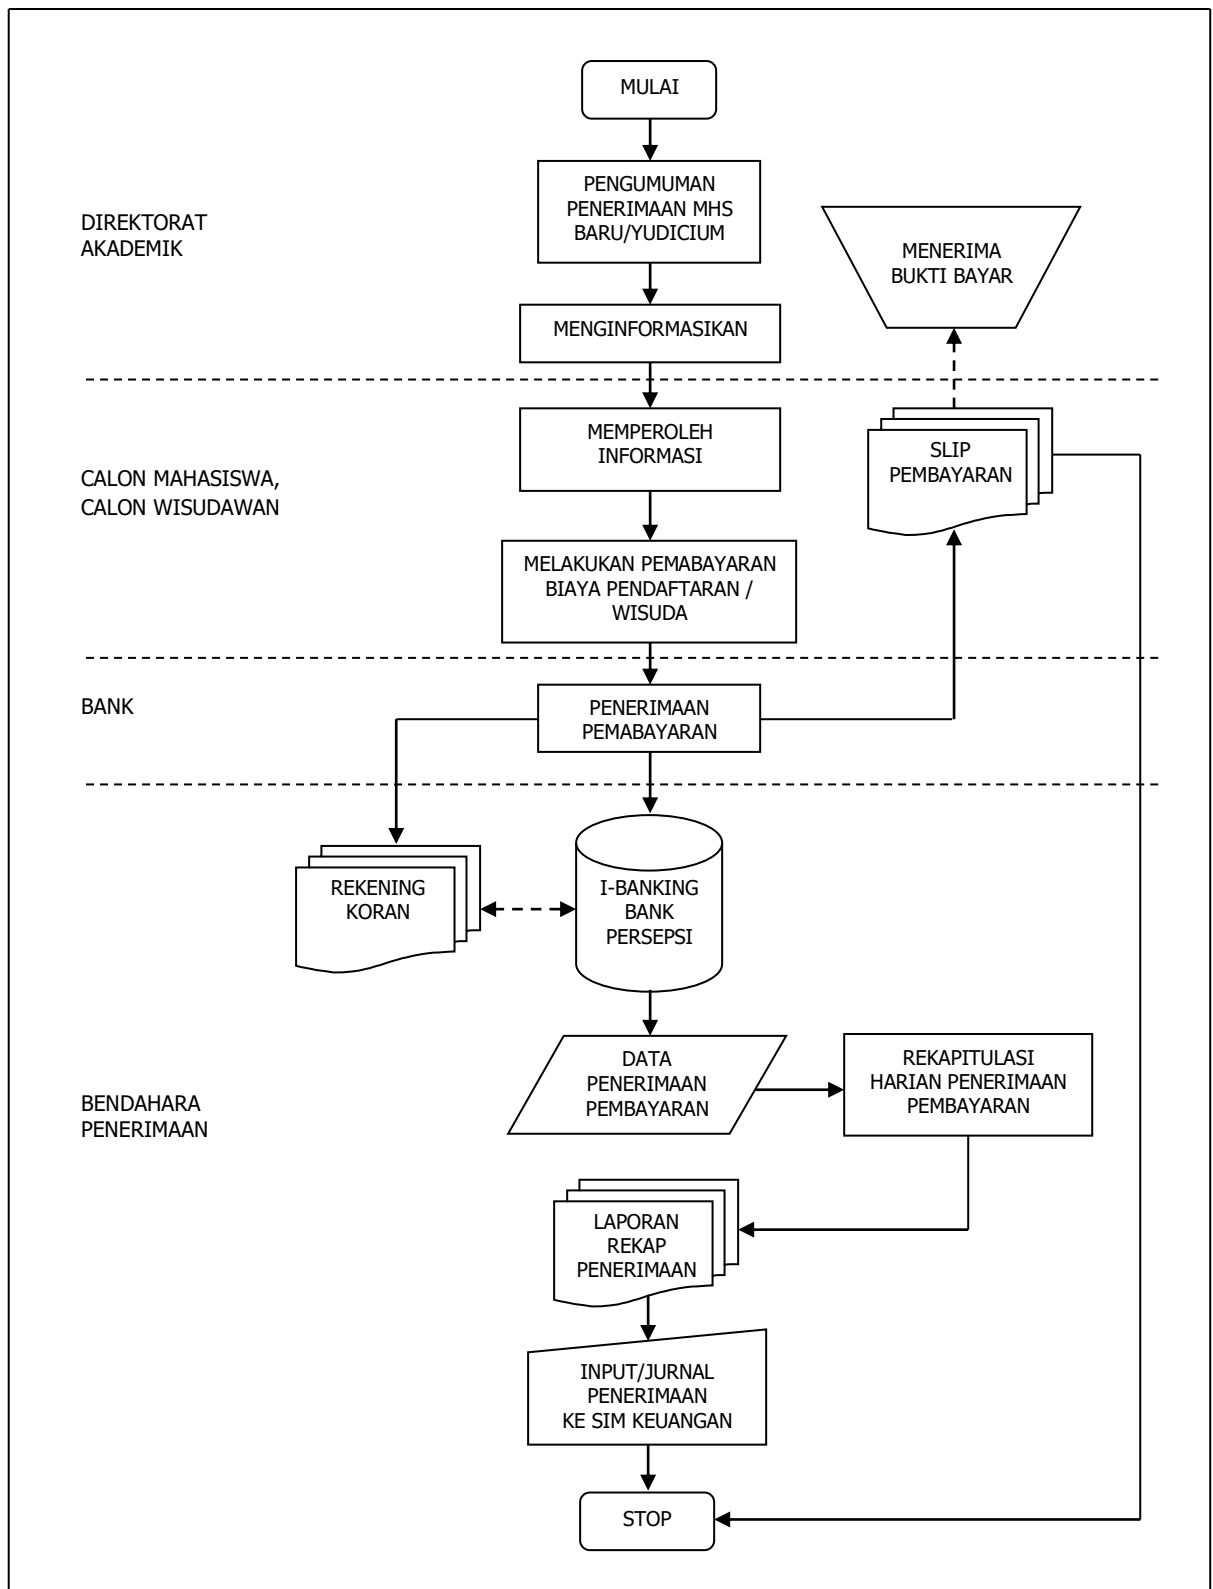 MULAI
PENGUMUMAN
PENERIMAAN MHS
BARU/YUDICIUM
DIREKTORAT
AKADEMIK
MENERIMA
BUKTI BAYAR
MENGINFORMASIKAN
MEMPEROLEH
INFORMASI
SLIP
PEMBAYARAN
CALON MAHASISWA,
CALON WISUDAWAN
MELAKUKAN PEMABAYARAN
BIAYA PENDAFTARAN /
WISUDA
BANK
PENERIMAAN
PEMABAYARAN
REKENING
KORAN
I-BANKING
BANK
PERSEPSI
DATA
PENERIMAAN
PEMBAYARAN
REKAPITULASI
HARIAN PENERIMAAN
PEMBAYARAN
BENDAHARA
PENERIMAAN
LAPORAN
REKAP
PENERIMAAN
INPUT/JURNAL
PENERIMAAN
KE SIM KEUANGAN
STOP